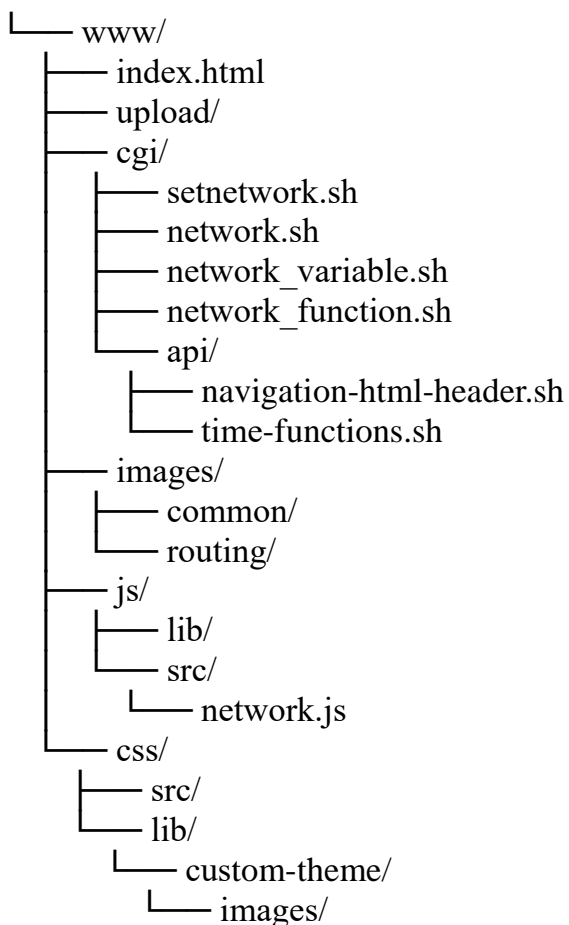 www/
index.html
upload/
cgi/
setnetwork.sh
network.sh
network_variable.sh
network_function.sh
api/
navigation-html-header.sh
time-functions.sh
images/
common/
routing/
js/
lib/
src/
network.js
css/
src/
lib/
custom-theme/
images/